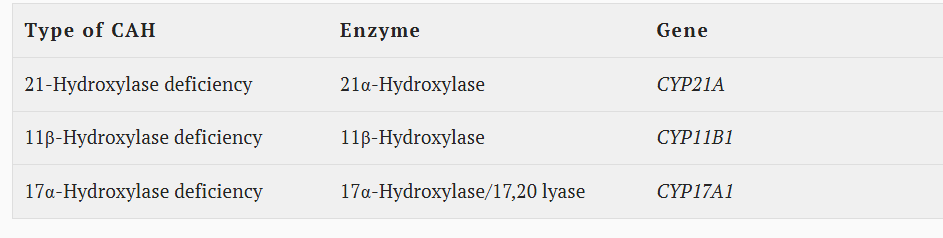 Type of CAH Enzyme Gene
21-Hydroxylase deficiency 21α-Hydroxylase CYP21A
11β-Hydroxylase deficiency 11β-Hydroxylase CYP11B1
17α-Hydroxylase deficiency 17α-Hydroxylase/17,20 lyase CYP17A1